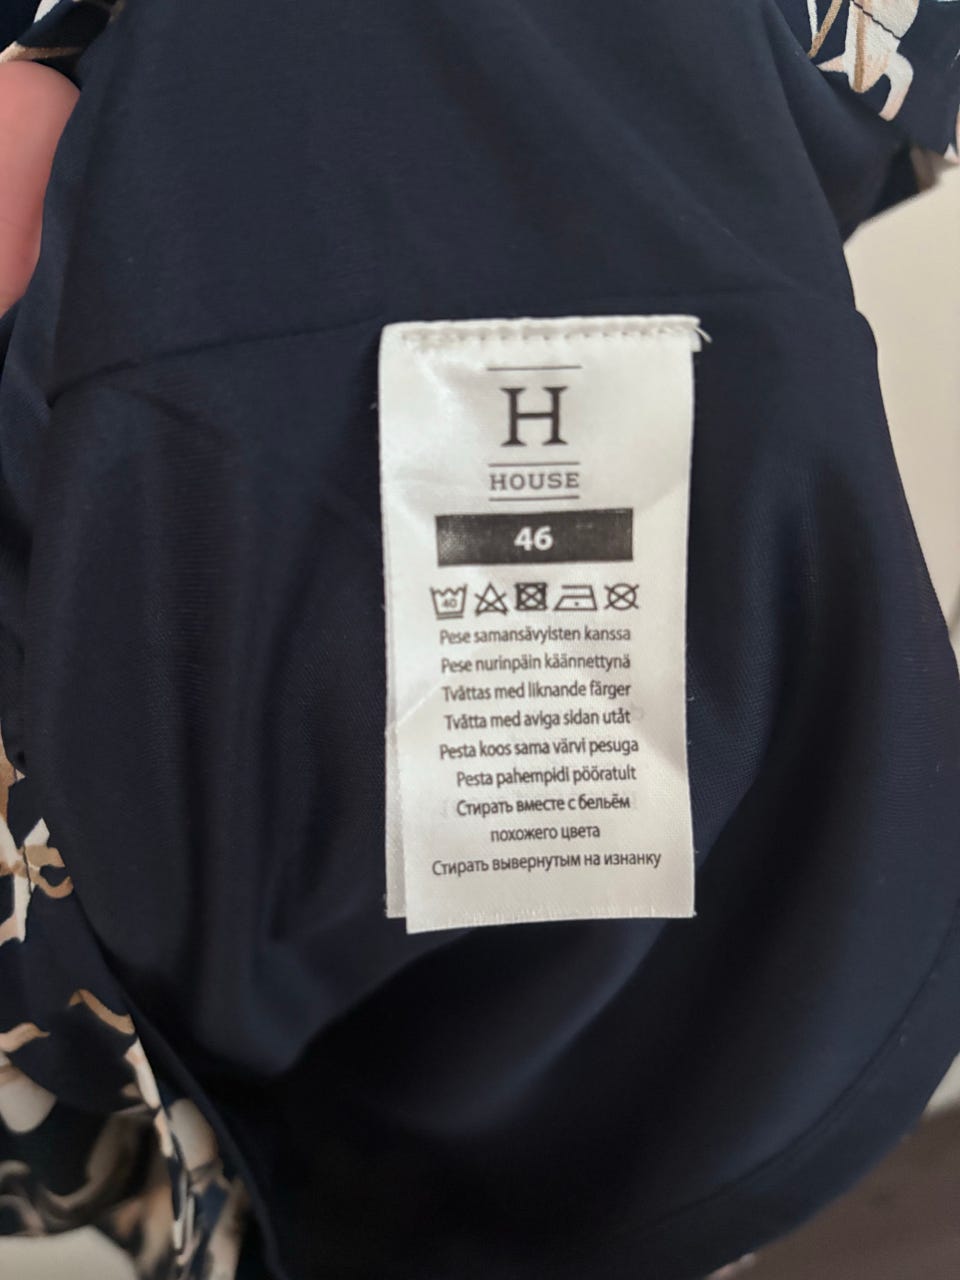 H
HOUSE
46
40
Pese samansävyisten kanssa
Pese nurinpäin käännettynä
Tvättas med liknande färger
Tvätta med aviga sidan utåt
Pesta koos sama värvi pesuga
Pesta pahempidi pööratult
Стирать вместе с бельём
похожего цвета
Стирать вывернутым на изнанку